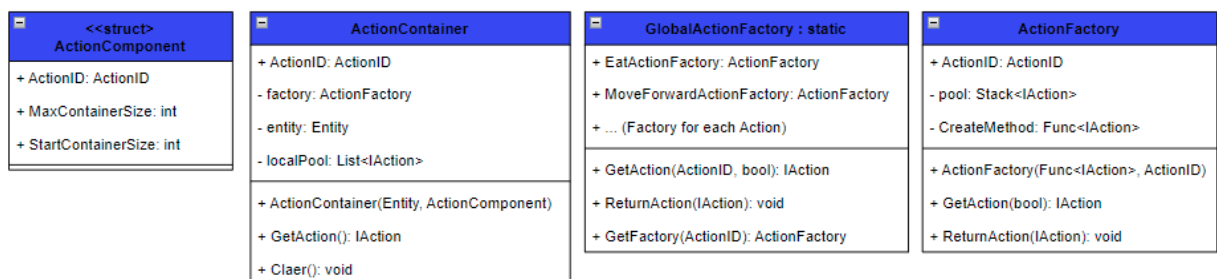 <<struct>
ActionComponent
+ ActionID: ActionID
+ MaxContainerSize: int
+ StartContainerSize: int
ActionContainer
+ ActionID: ActionID
- factory: ActionFactory
- entity: Entity
- localPool: List<IAction>
+ ActionContainer(Entity, ActionComponent)
+ GetAction(): IAction
+ Claer(): void
GlobalActionFactory : static
+ EatActionFactory: ActionFactory
+ MoveForwardActionFactory: ActionFactory
+ ... (Factory for each Action)
+ GetAction(ActionID, bool): IAction
+ ReturnAction(IAction): void
+ GetFactory(ActionID): ActionFactory
ActionFactory
+ ActionID: ActionID
- pool: Stack<IAction>
- CreateMethod: Func<IAction>
+ ActionFactory(Func<IAction>, ActionID)
+ GetAction(bool): IAction
+ ReturnAction(IAction): void